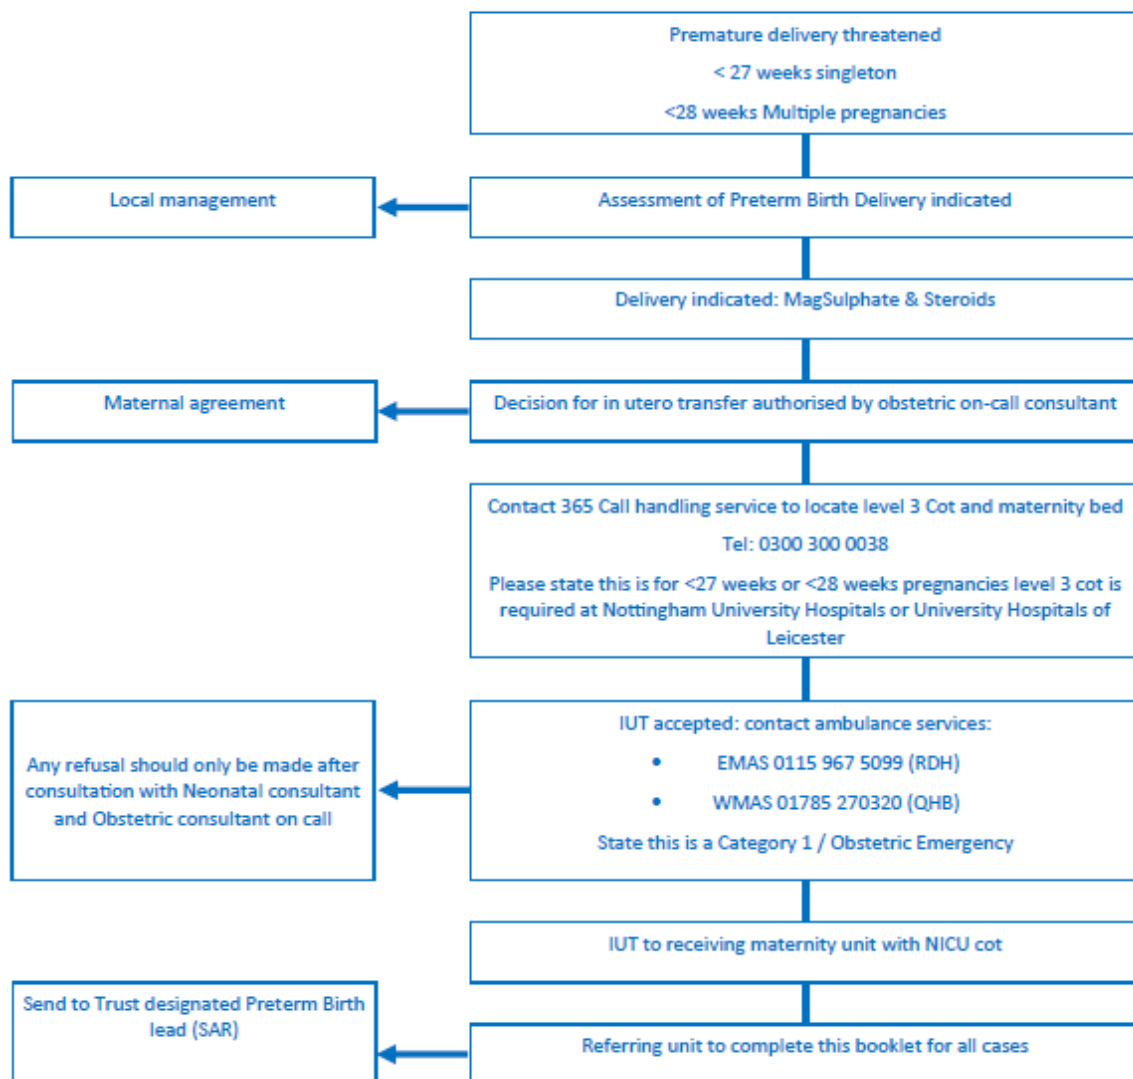 Premature delivery threatened
< 27 weeks singleton
<28 weeks Multiple pregnancies
Local management
Assessment of Preterm Birth Delivery indicated
Delivery indicated: MagSulphate & Steroids
Maternal agreement
Decision for in utero transfer authorised by obstetric on-call consultant
Contact 365 Call handling service to locate level 3 Cot and maternity bed
Tel: 0300 300 0038
Please state this is for <27 weeks or <28 weeks pregnancies level 3 cot is
required at Nottingham University Hospitals or University Hospitals of
Leicester
Any refusal should only be made after
consultation with Neonatal consultant
and Obstetric consultant on call
IUT accepted: contact ambulance services:
• EMAS 0115 967 5099 (RDH)
• WMAS 01785 270320 (QHB)
State this is a Category 1 / Obstetric Emergency
IUT to receiving maternity unit with NICU cot
Send to Trust designated Preterm Birth
lead (SAR)
Referring unit to complete this booklet for all cases